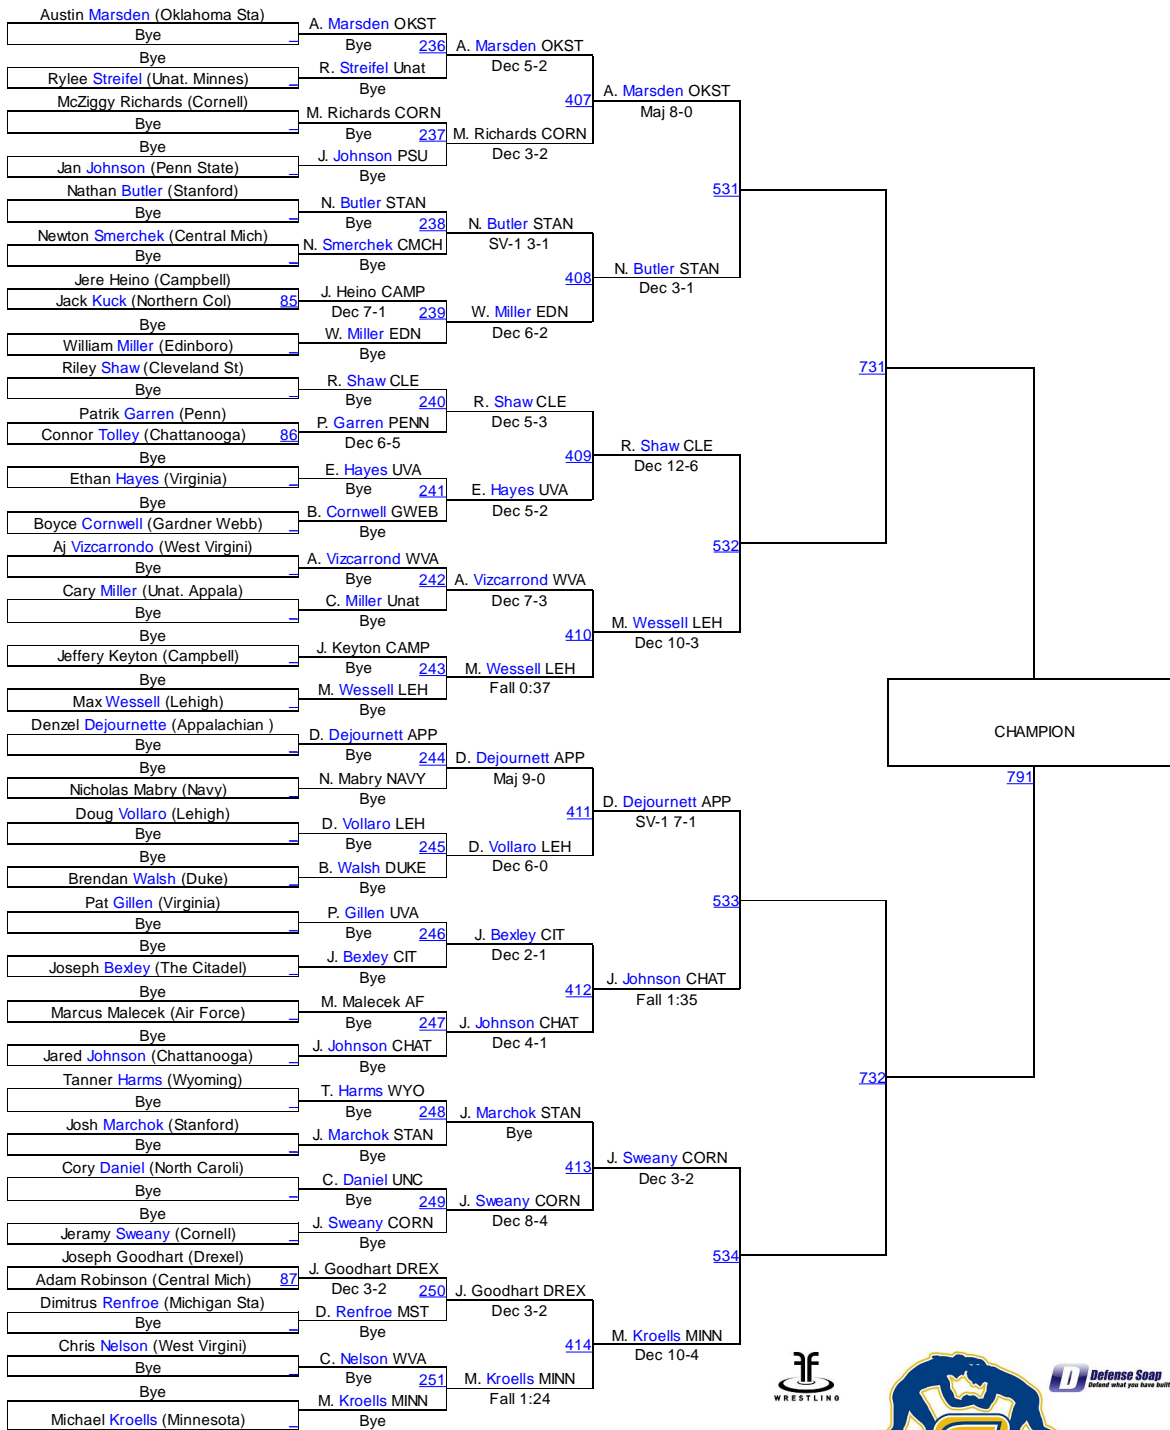 Austin Marsden (Oklahoma Sta)
Bye
Bye
Rylee Streifel (Unat. Minnes)
McZiggy Richards (Cornell)
Bye
Bye
Jan Johnson (Penn State)
Nathan Butler (Stanford)
Bye
Newton Smerchek (Central Mich)
Bye
Jere Heino (Campbell)
Jack Kuck (Northern Col) 85
Bye
William Miller (Edinboro)
Riley Shaw (Cleveland St)
Bye
Patrik Garren (Penn)
Connor Tolley (Chattanooga) 86
Bye
Ethan Hayes (Virginia)
Bye
Boyce Cornwell (Gardner Webb)
Aj Vizcarrondo (West Virgini)
Bye
Cary Miller (Unat. Appala)
Bye
Bye
Jeffery Keyton (Campbell)
Bye
Max Wessell (Lehigh)
Denzel Dejournette (Appalachian )
Bye
Bye
Nicholas Mabry (Navy)
Doug Vollaro (Lehigh)
Bye
Bye
Brendan Walsh (Duke)
Pat Gillen (Virginia)
Bye
Bye
Joseph Bexley (The Citadel)
Bye
Marcus Malecek (Air Force)
Bye
Jared Johnson (Chattanooga)
Tanner Harms (Wyoming)
Bye
Josh Marchok (Stanford)
Bye
Cory Daniel (North Caroli)
Bye
Bye
Jeramy Sweany (Cornell)
Joseph Goodhart (Drexel)
Adam Robinson (Central Mich) 87
Dimitrus Renfroe (Michigan Sta)
Bye
Chris Nelson (West Virgini)
Bye
Bye
Michael Kroells (Minnesota)
A. Marsden OKST
Bye 236
R. Streifel Unat
Bye
M. Richards CORN
Bye 237
J. Johnson PSU
Bye
N. Butler STAN
Bye 238
N. Smerchek CMCH
Bye
J. Heino CAMP
Dec 7-1 239
W. Miller EDN
Bye
R. Shaw CLE
Bye 240
P. Garren PENN
Dec 6-5
E. Hayes UVA
Bye 241
B. Cornwell GWEB
Bye
A. Vizcarrond WVA
Bye 242
C. Miller Unat
Bye
J. Keyton CAMP
Bye 243
M. Wessell LEH
Bye
D. Dejournett APP
Bye 244
N. Mabry NAVY
Bye
D. Vollaro LEH
Bye 245
B. Walsh DUKE
Bye
P. Gillen UVA
Bye 246
J. Bexley CIT
Bye
M. Malecek AF
Bye 247
J. Johnson CHAT
Bye
T. Harms WYO
Bye 248
J. Marchok STAN
Bye
C. Daniel UNC
Bye 249
J. Sweany CORN
Bye
J. Goodhart DREX
Dec 3-2 250
D. Renfroe MST
Bye
C. Nelson WVA
Bye 251
M. Kroells MINN
Bye
A. Marsden OKST
Dec 5-2
407
M. Richards CORN
Dec 3-2
N. Butler STAN
SV-1 3-1
408
W. Miller EDN
Dec 6-2
R. Shaw CLE
Dec 5-3
409
E. Hayes UVA
Dec 5-2
A. Vizcarrond WVA
Dec 7-3
410
M. Wessell LEH
Fall 0:37
D. Dejournett APP
Maj 9-0
411
D. Vollaro LEH
Dec 6-0
J. Bexley CIT
Dec 2-1
412
J. Johnson CHAT
Dec 4-1
J. Marchok STAN
Bye
413
J. Sweany CORN
Dec 8-4
J. Goodhart DREX
Dec 3-2
414
M. Kroells MINN
Fall 1:24
A. Marsden OKST
Maj 8-0
531
N. Butler STAN
Dec 3-1
R. Shaw CLE
Dec 12-6
532
M. Wessell LEH
Dec 10-3
D. Dejournett APP
SV-1 7-1
533
J. Johnson CHAT
Fall 1:35
J. Sweany CORN
Dec 3-2
534
M. Kroells MINN
Dec 10-4
731
732
CHAMPION
791
WRESTLING
Defense Soap
Defend what you have built